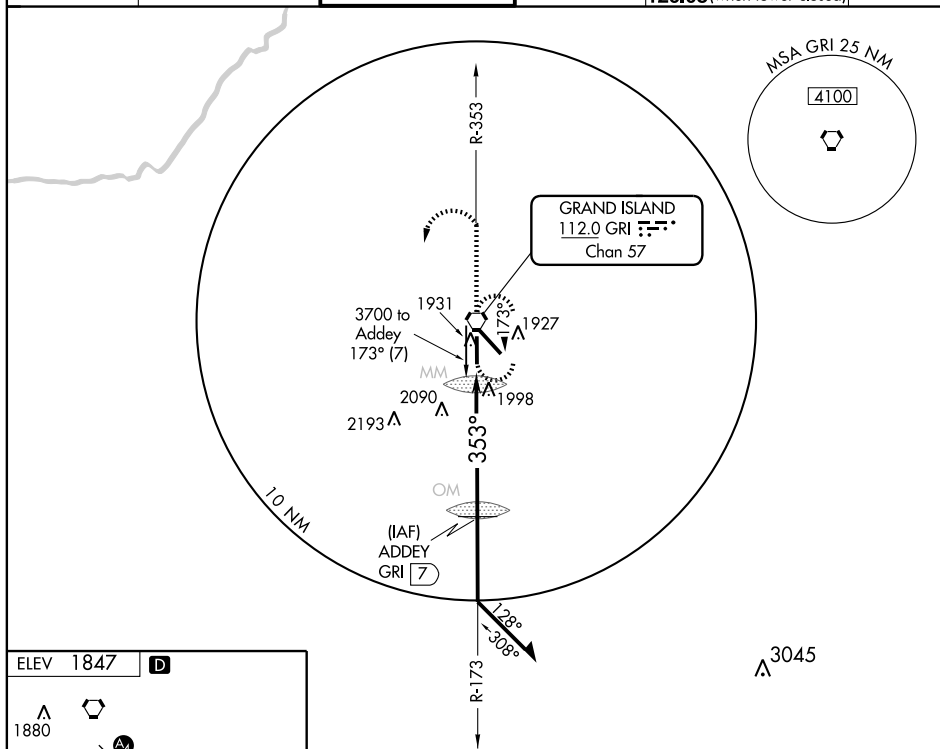 MSA GRI 25 NM
4100
R-353
GRAND ISLAND
112.0 GRI
Chan 57
1931
3700 to
Addey
173° (7)
173°
1927
MM
2090
1998
2193
353°
OM
10 NM
(IAF)
ADDEY
GRI 7
128°
308°
R-173
3045
ELEV 1847 D
1880